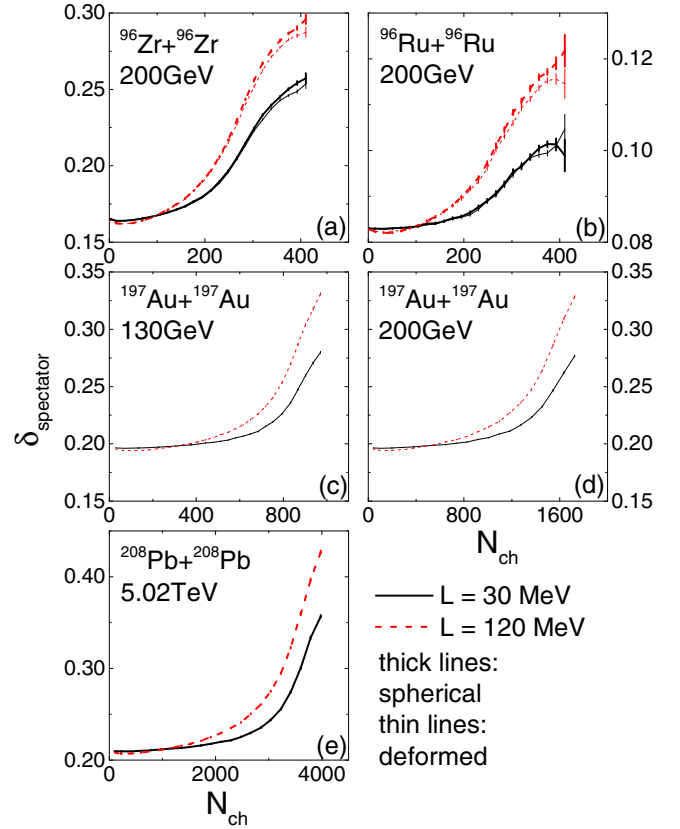 0.30
⁹⁶Zr+⁹⁶Zr
200GeV
0.25
0.20
0.15
(a)
0 200 400
⁹⁶Ru+⁹⁶Ru
200GeV
0.12
0.10
0.08
(b)
0 200 400
¹⁹⁷Au+¹⁹⁷Au
130GeV
0.35
0.30
0.25
0.20
0.15
(c)
0 400 800
¹⁹⁷Au+¹⁹⁷Au
200GeV
0.35
0.30
0.25
0.20
0.15
(d)
0 800 1600
N_ch
δ_spectator
²⁰⁸Pb+²⁰⁸Pb
5.02TeV
0.40
0.30
0.20
(e)
0 2000 4000
N_ch
L = 30 MeV
L = 120 MeV
thick lines:
spherical
thin lines:
deformed